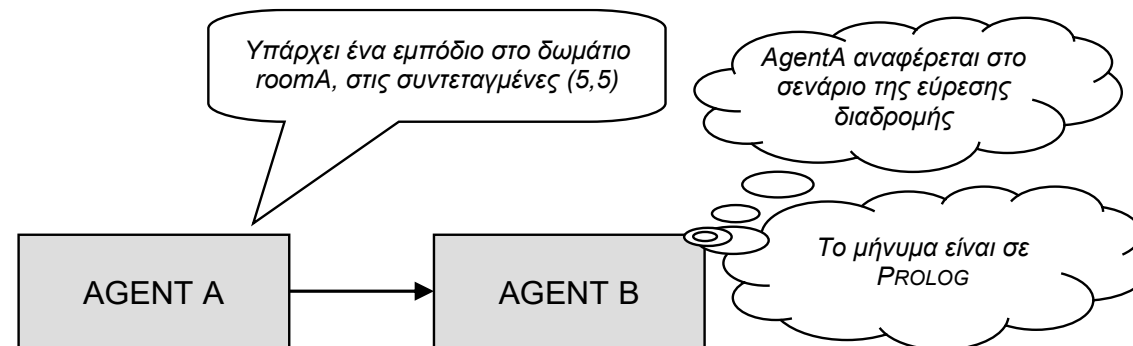 Υπάρχει ένα εμπόδιο στο δωμάτιο
roomA, στις συντεταγμένες (5,5)
AgentA αναφέρεται στο
σενάριο της εύρεσης
διαδρομής
Το μήνυμα είναι σε
PROLOG
AGENT A
AGENT B